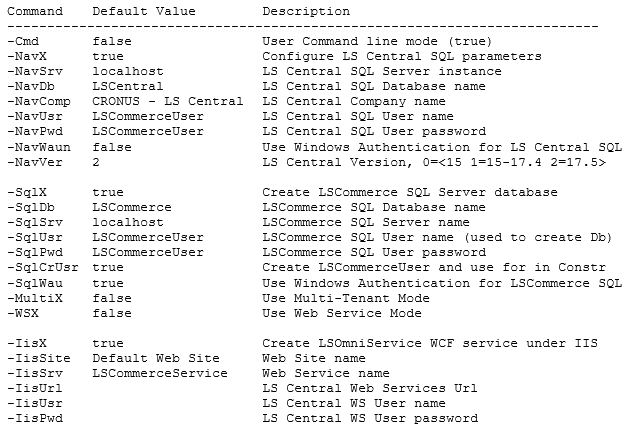 Command    Default Value         Description
-------------------------------------------------------------------------------
-Cmd       false                 User Command line mode (true)
-NavX      true                  Configure LS Central SQL parameters
-NavSrv    localhost             LS Central SQL Server instance
-NavDb     LSCentral             LS Central SQL Database name
-NavComp   CRONUS - LS Central   LS Central Company name
-NavUsr    LSCommerceUser        LS Central SQL User name
-NavPwd    LSCommerceUser        LS Central SQL User password
-NavWaun   false                 Use Windows Authentication for LS Central SQL
-NavVer    2                     LS Central Version, 0=<15 1=15-17.4 2=17.5>

-SqlX      true                  Create LSCommerce SQL Server database
-SqlDb     LSCommerce            LSCommerce SQL Database name
-SqlSrv    localhost             LSCommerce SQL Server name
-SqlUsr    LSCommerceUser        LSCommerce SQL User name (used to create Db)
-SqlPwd    LSCommerceUser        LSCommerce SQL User password
-SqlCrUsr  true                  Create LSCommerceUser and use for in Constr
-SqlWau    true                  Use Windows Authentication for LSCommerce SQL
-MultiX    false                 Use Multi-Tenant Mode
-WSX       false                 Use Web Service Mode

-IisX      true                  Create LSOmniService WCF service under IIS
-IisSite   Default Web Site      Web Site name
-IisSrv    LSCommerceService     Web Service name
-IisUrl                          LS Central Web Services Url
-IisUsr                          LS Central WS User name
-IisPwd                          LS Central WS User password